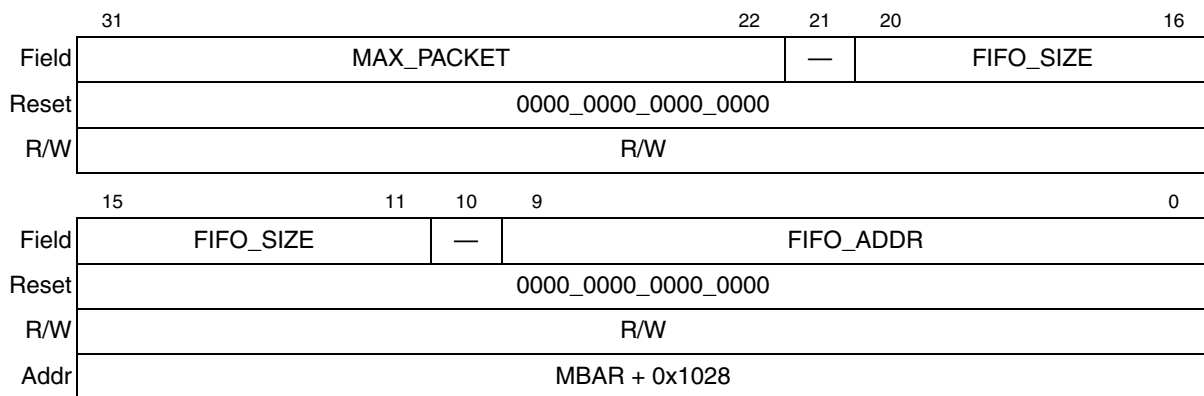 31 22 21 20 16
Field MAX_PACKET — FIFO_SIZE
Reset 0000_0000_0000_0000
R/W R/W
15 11 10 9 0
Field FIFO_SIZE — FIFO_ADDR
Reset 0000_0000_0000_0000
R/W R/W
Addr MBAR + 0x1028